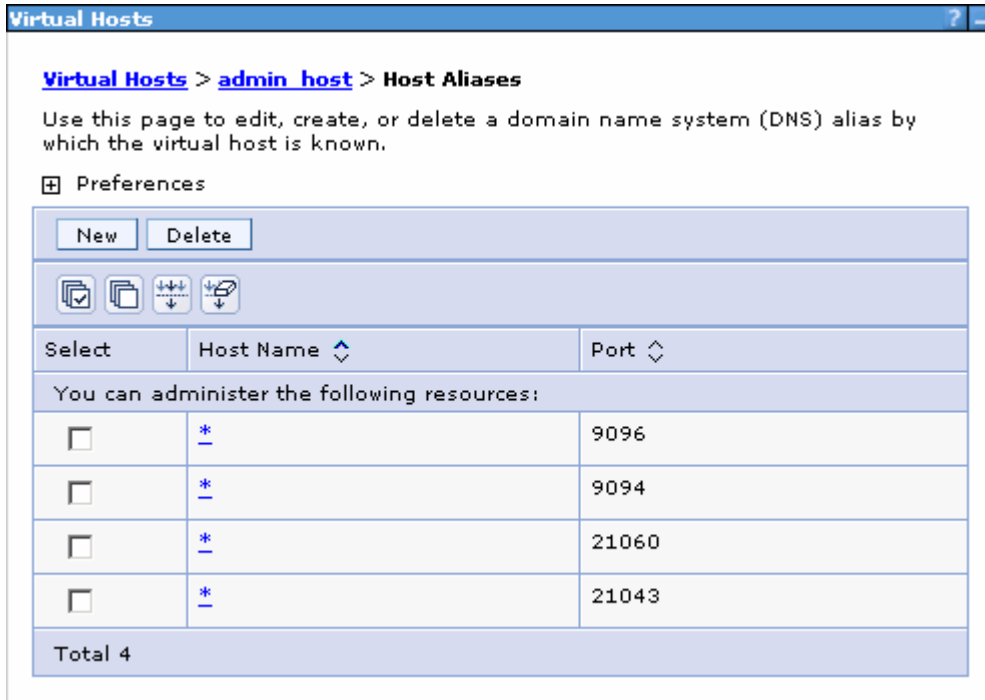 Virtual Hosts ? –
Virtual Hosts > admin_host > Host Aliases
Use this page to edit, create, or delete a domain name system (DNS) alias by
which the virtual host is known.
Preferences
New Delete
Select Host Name Port
You can administer the following resources:
* 9096
* 9094
* 21060
* 21043
Total 4